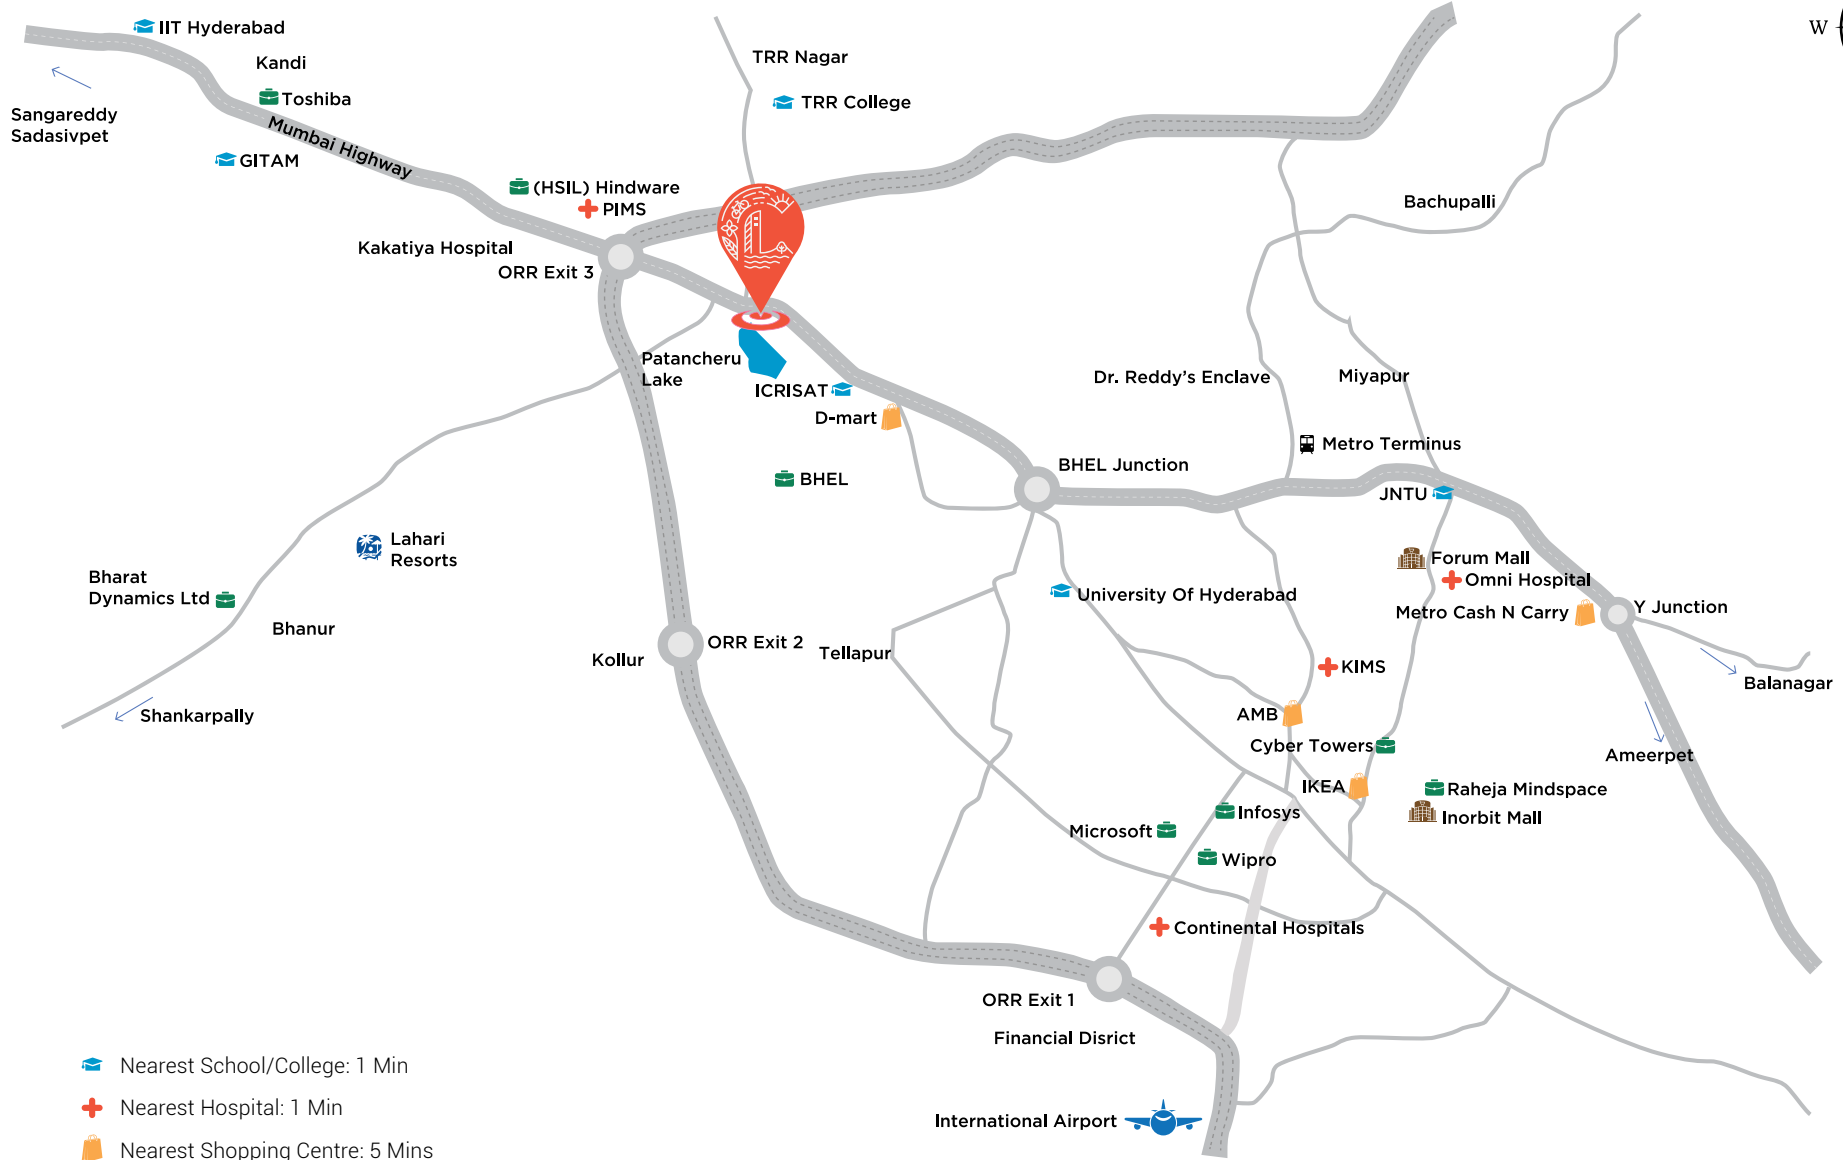 IIT Hyderabad
W
Kandi
TRR Nagar
Toshiba
TRR College
Sangareddy
Sadasivpet
Mumbai Highway
GITAM
(HSIL) Hindware
PIMS
Bachupalli
Kakatiya Hospital
ORR Exit 3
Patancheru
Lake
ICRISAT
Dr. Reddy's Enclave
Miyapur
D-mart
Metro Terminus
BHEL Junction
BHEL
JNTU
Lahari
Resorts
Forum Mall
Omni Hospital
Bharat
Dynamics Ltd
University Of Hyderabad
Metro Cash N Carry
Y Junction
Bhanur
ORR Exit 2
Tellapur
Kollur
KIMS
Balanagar
Shankarpally
AMB
Cyber Towers
Ameerpet
IKEA
Raheja Mindspace
Infosys
Inorbit Mall
Microsoft
Wipro
Continental Hospitals
ORR Exit 1
Financial Disrict
Nearest School/College: 1 Min
Nearest Hospital: 1 Min
International Airport
Nearest Shopping Centre: 5 Mins